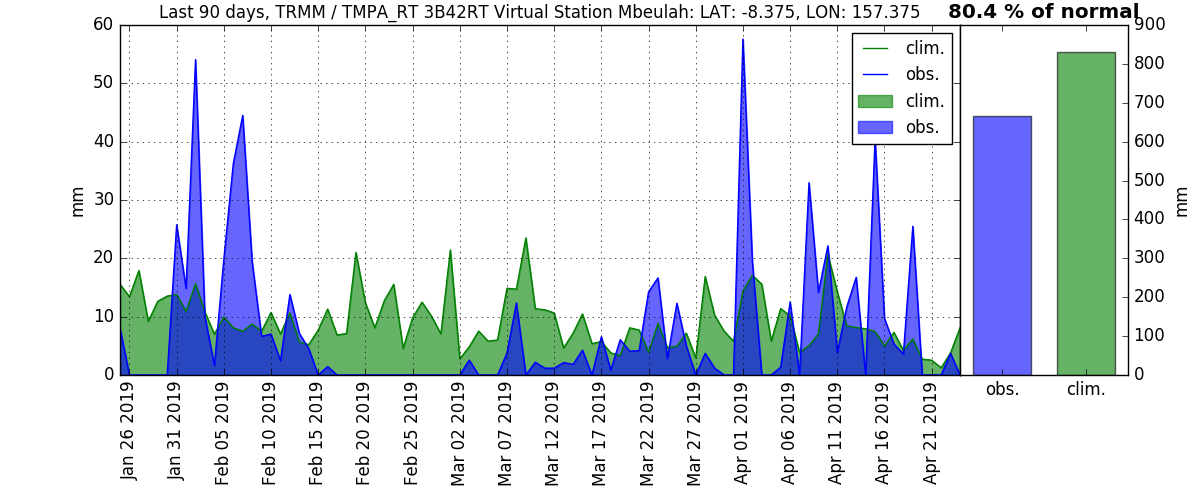 Last 90 days, TRMM / TMPA_RT 3B42RT Virtual Station Mbeulah: LAT: -8.375, LON: 157.375
80.4 % of normal
60
50
40
30
20
10
0
mm
clim.
obs.
clim.
obs.
900
800
700
600
500
400
300
200
100
0
mm
Jan 26 2019
Jan 31 2019
Feb 05 2019
Feb 10 2019
Feb 15 2019
Feb 20 2019
Feb 25 2019
Mar 02 2019
Mar 07 2019
Mar 12 2019
Mar 17 2019
Mar 22 2019
Mar 27 2019
Apr 01 2019
Apr 06 2019
Apr 11 2019
Apr 16 2019
Apr 21 2019
obs.
clim.